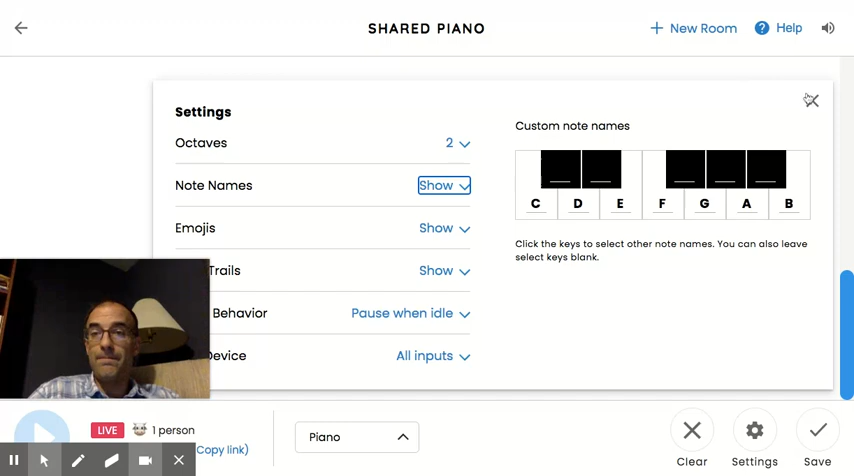 SHARED PIANO
New Room
Help
Settings
Octaves 2
Note Names Show
Emojis Show
Trails Show
Behavior Pause when idle
Device All inputs
Custom note names
C D E F G A B
Click the keys to select other note names. You can also leave
select keys blank.
LIVE 1 person
Copy link)
Piano
Clear
Settings
Save